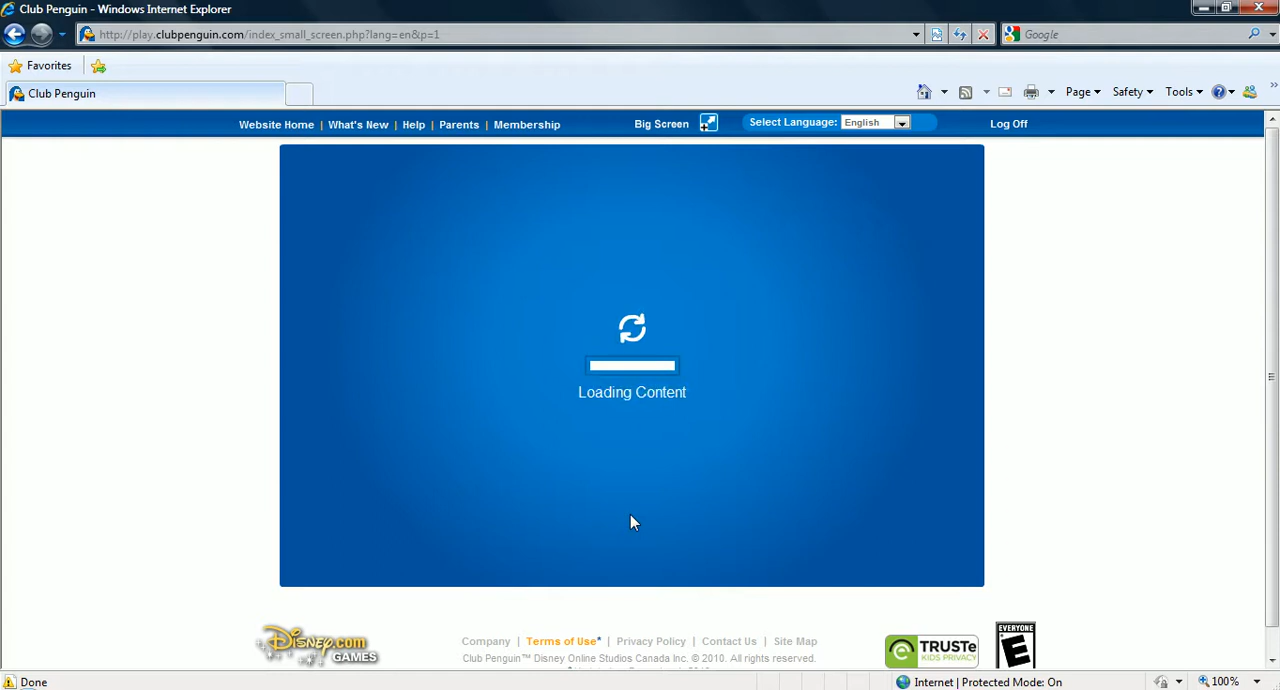 Club Penguin - Windows Internet Explorer
http://play.clubpenguin.com/index_small_screen.php?lang=en&p=1
Google
Favorites
Club Penguin
Page Safety Tools
Website Home | What's New | Help | Parents | Membership Big Screen Select Language: English Log Off
Loading Content
Disney.com GAMES
Company | Terms of Use* | Privacy Policy | Contact Us | Site Map
Club Penguin™ Disney Online Studios Canada Inc. © 2010. All rights reserved.
TRUSTe
KIDS PRIVACY
EVERYONE
E
Done Internet | Protected Mode: On 100%